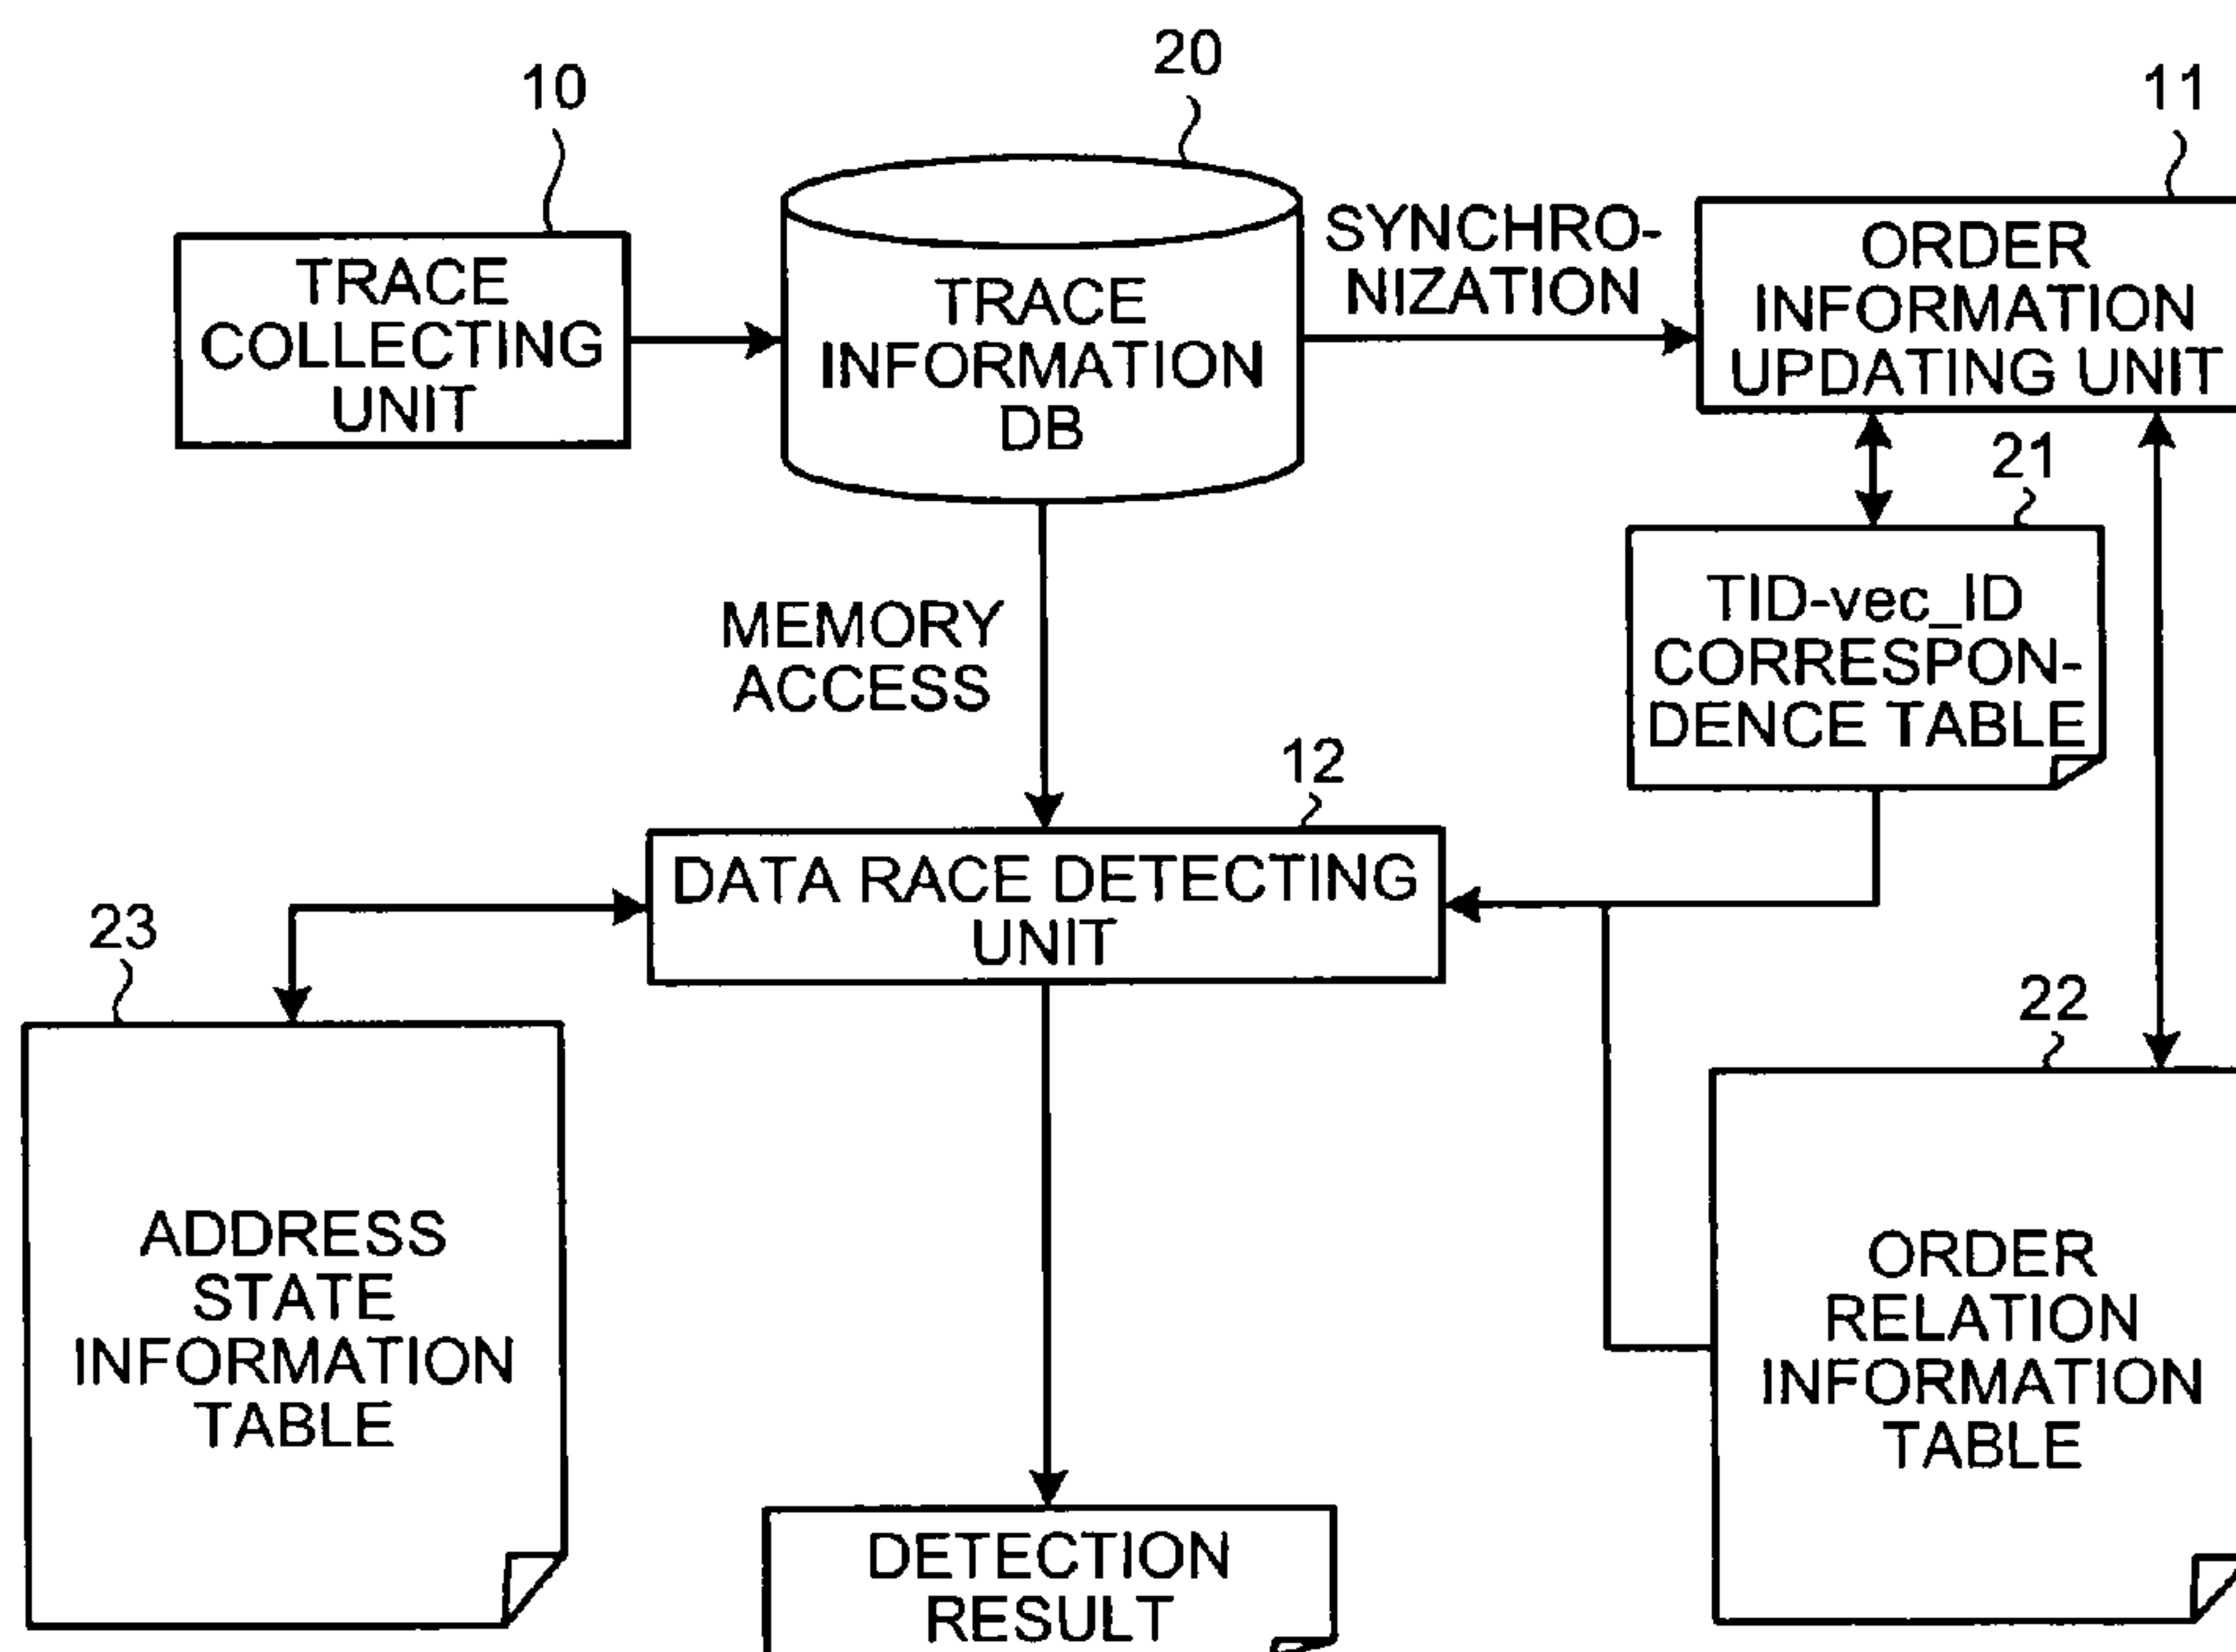 20
10
11
TRACE
COLLECTING
UNIT
TRACE
INFORMATION
DB
SYNCHRO-
NIZATION
ORDER
INFORMATION
UPDATING UNIT
21
TID-vec_ID
CORRESPON-
DENCE TABLE
MEMORY
ACCESS
12
DATA RACE DETECTING
UNIT
23
22
ADDRESS
STATE
INFORMATION
TABLE
ORDER
RELATION
INFORMATION
TABLE
DETECTION
RESULT